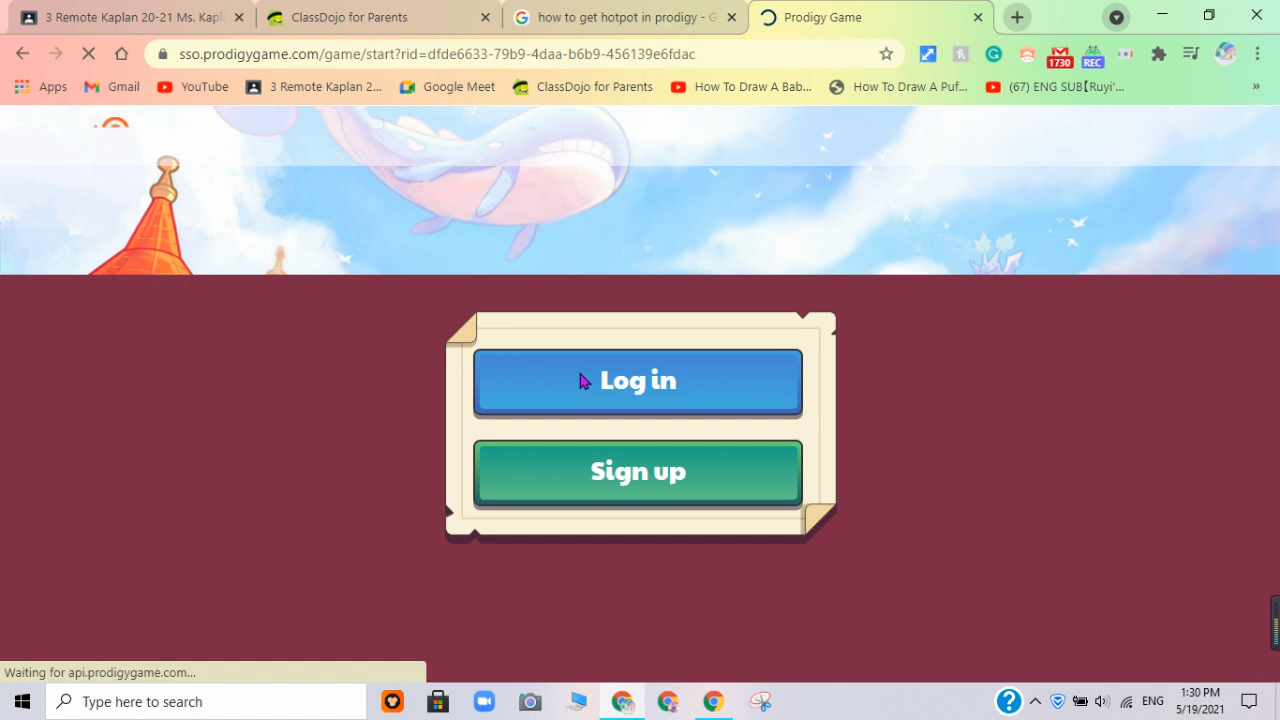 3 Remote Kaplan 20-21 Ms. Kapl
ClassDojo for Parents
how to get hotpot in prodigy - G
Prodigy Game
sso.prodigygame.com/game/start?rid=dfde6633-79b9-4daa-b6b9-456139e6fdac
1730
REC
Apps
Gmail
YouTube
3 Remote Kaplan 2...
Google Meet
ClassDojo for Parents
How To Draw A Bab...
How To Draw A Puf...
(67) ENG SUB【Ruyi'...
»
Log in
Sign up
Waiting for api.prodigygame.com...
Type here to search
ENG
1:30 PM
5/19/2021